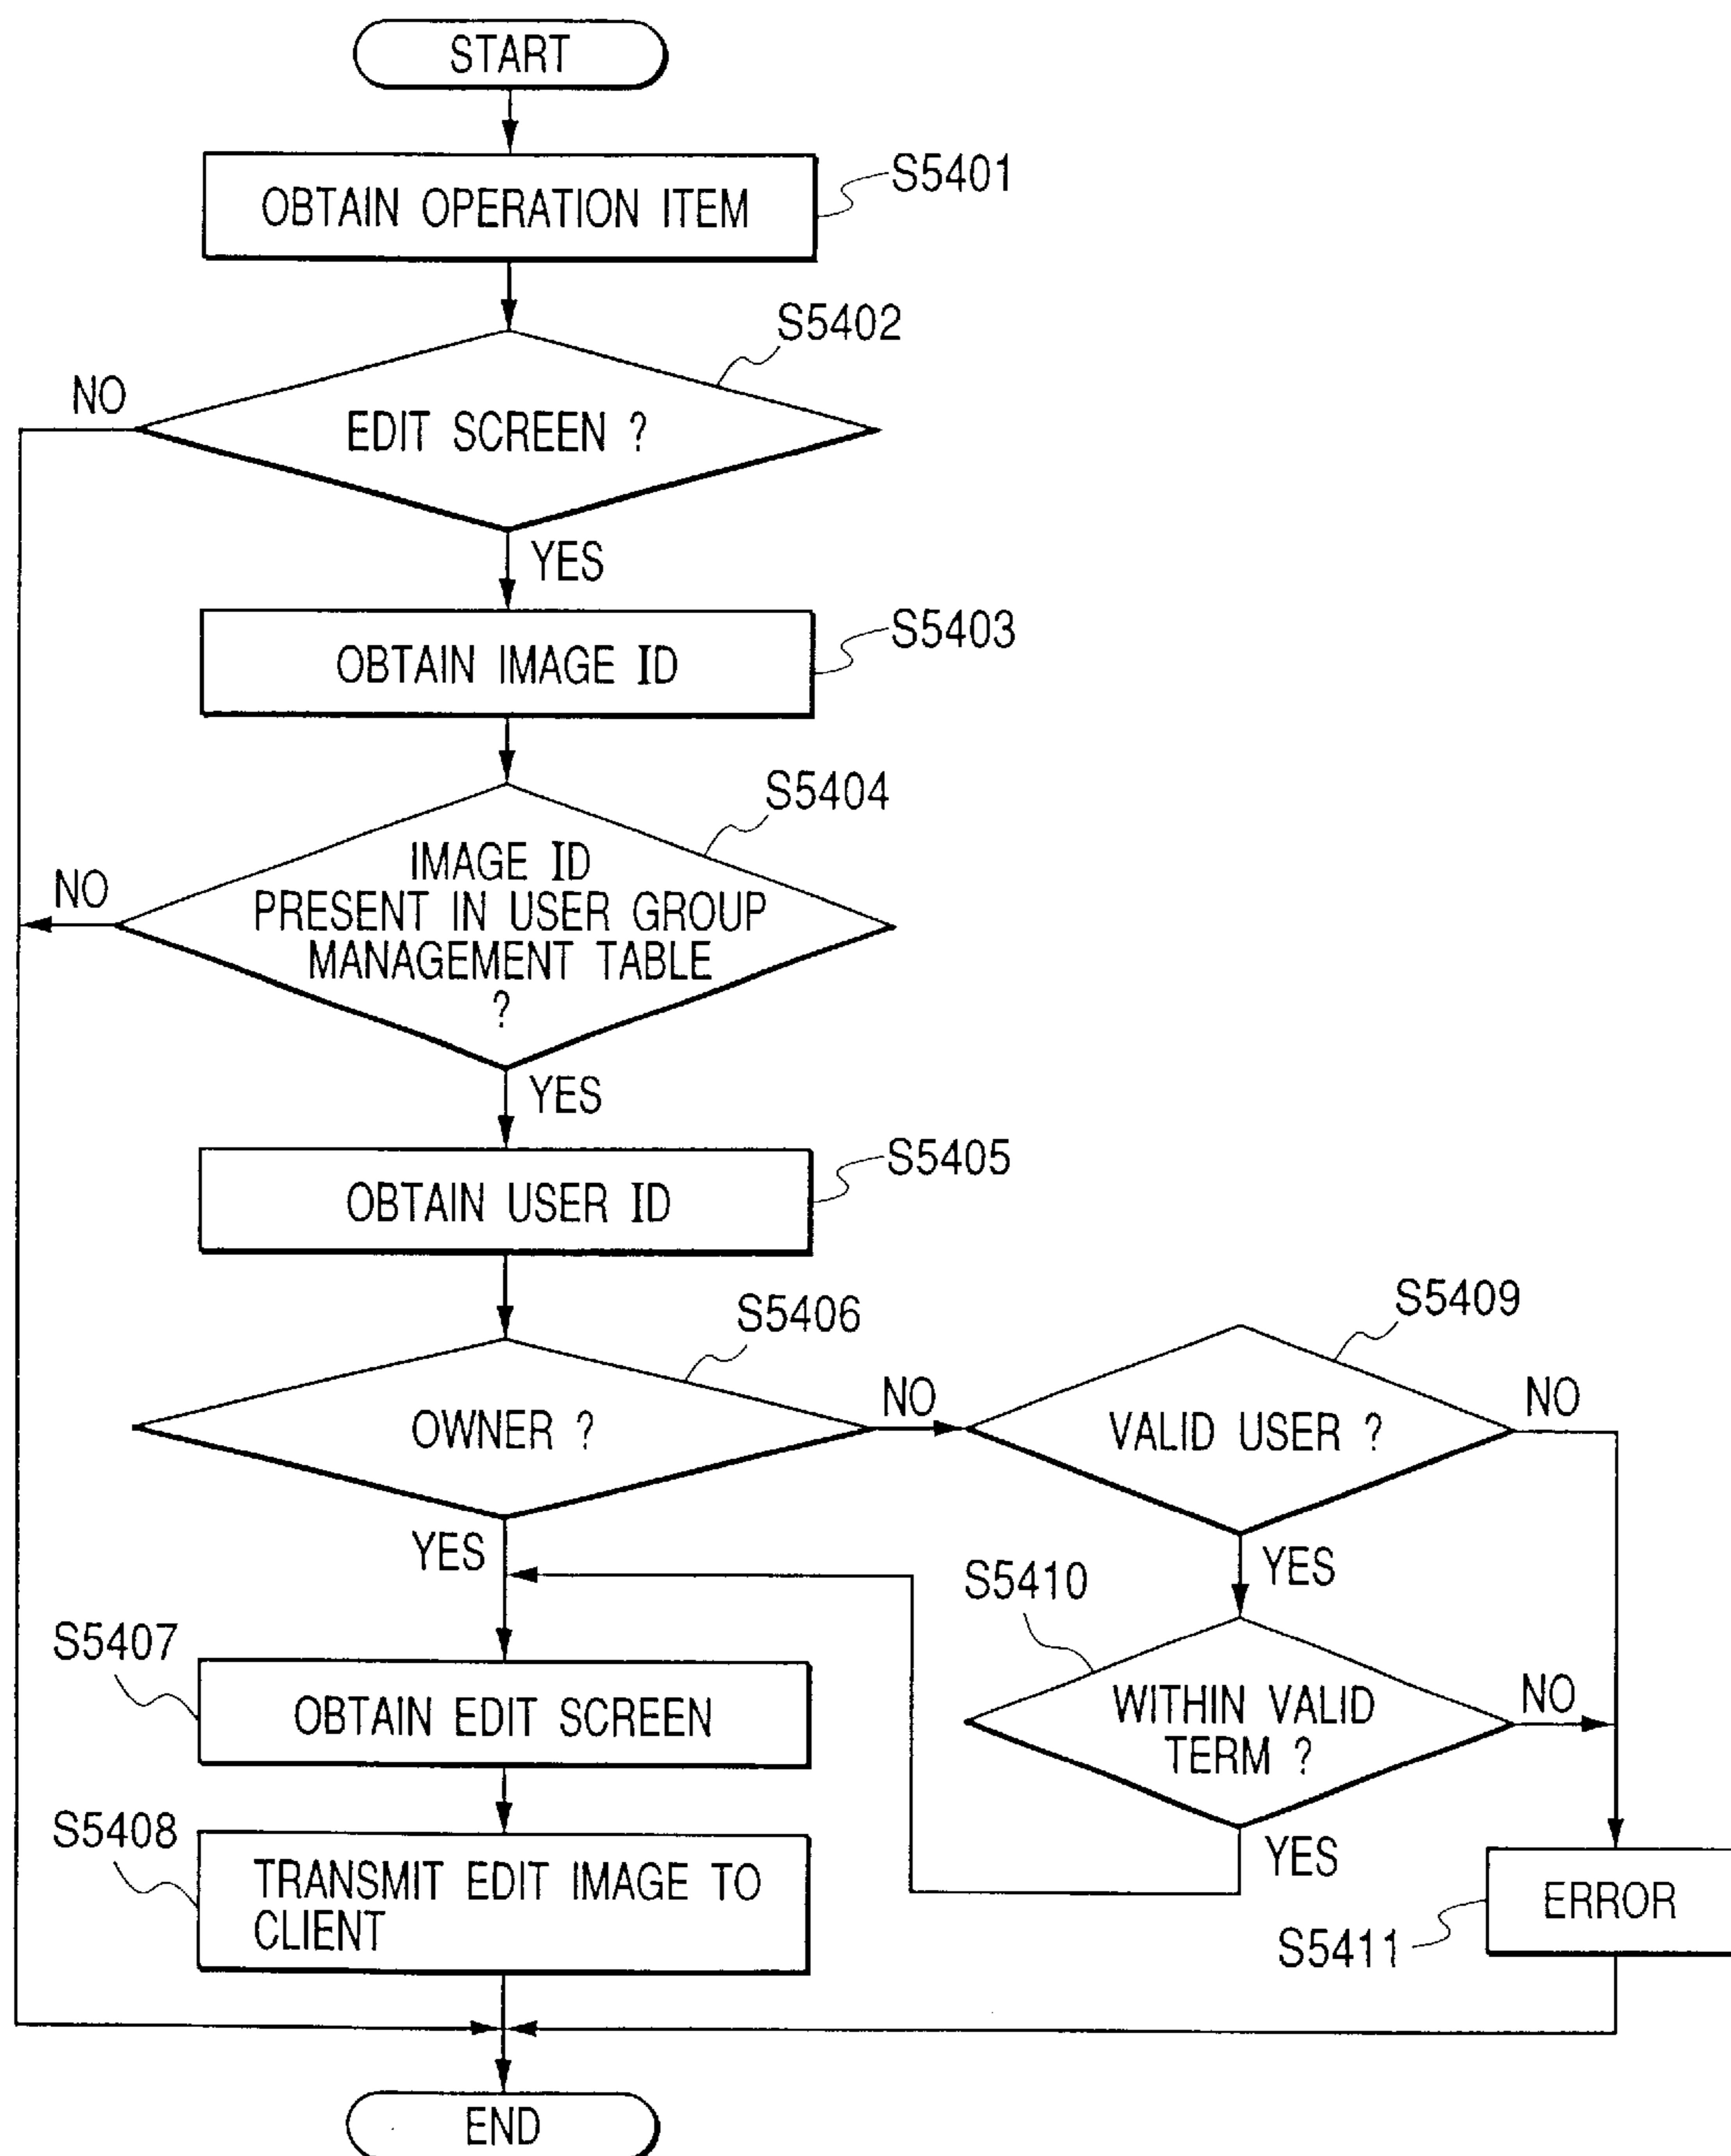 START
OBTAIN OPERATION ITEM
S5401
S5402
NO
EDIT SCREEN ?
YES
OBTAIN IMAGE ID
S5403
S5404
NO
IMAGE ID
PRESENT IN USER GROUP
MANAGEMENT TABLE
?
YES
OBTAIN USER ID
S5405
S5406
OWNER ?
NO
YES
S5409
VALID USER ?
NO
YES
S5410
WITHIN VALID
TERM ?
NO
YES
S5407
OBTAIN EDIT SCREEN
S5408
TRANSMIT EDIT IMAGE TO
CLIENT
ERROR
S5411
END